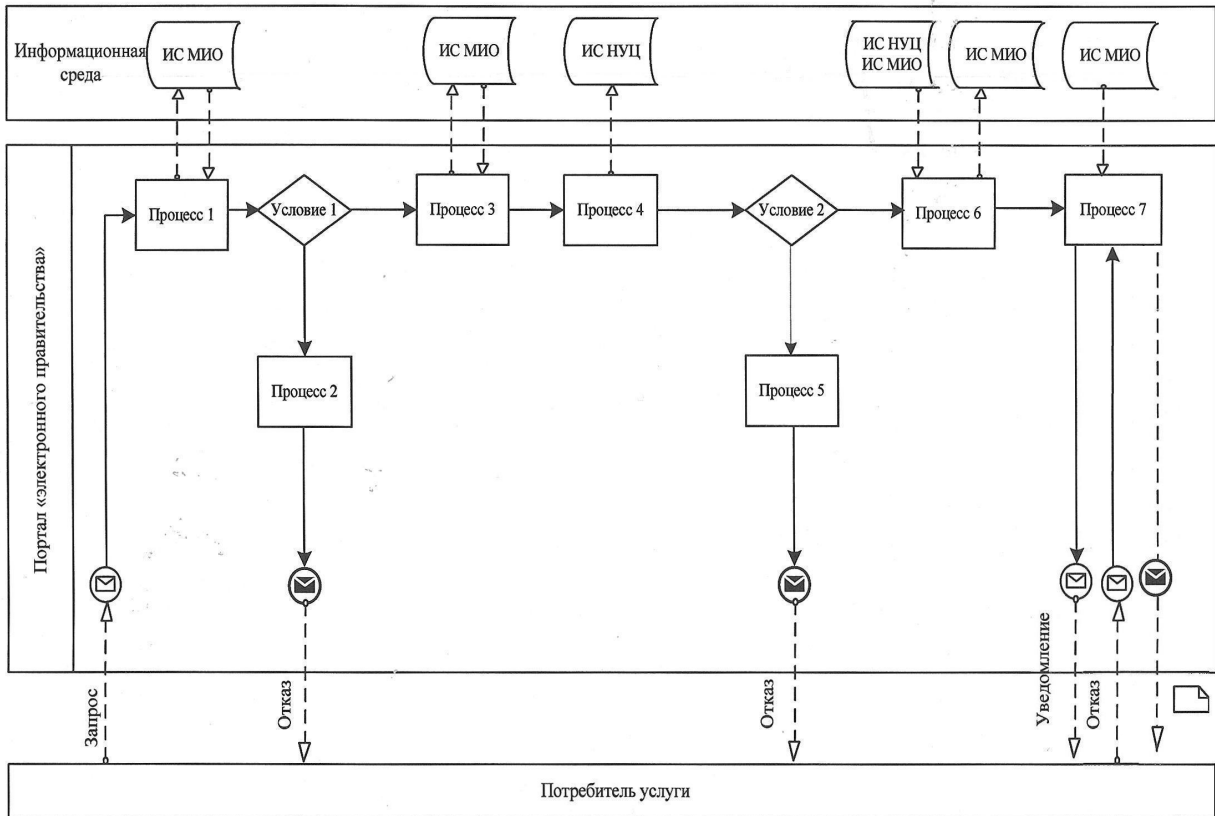 Информационная
среда
ИС МИО
ИС МИО
ИС НУЦ
ИС НУЦ
ИС МИО
ИС МИО
ИС МИО
Портал «электронного правительства»
Процесс 1
Условие 1
Процесс 3
Процесс 4
Условие 2
Процесс 6
Процесс 7
Процесс 2
Процесс 5
Запрос
Отказ
Отказ
Уведомление
Отказ
Потребитель услуги